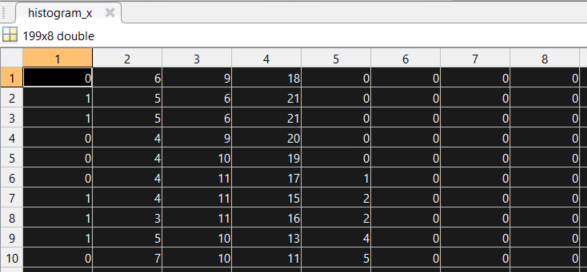 histogram_x
199x8 double
1 2 3 4 5 6 7 8
1 0 6 9 18 0 0 0 0
2 1 5 6 21 0 0 0 0
3 1 5 6 21 0 0 0 0
4 0 4 9 20 0 0 0 0
5 0 4 10 19 0 0 0 0
6 0 4 11 17 1 0 0 0
7 1 4 11 15 2 0 0 0
8 1 3 11 16 2 0 0 0
9 1 5 10 13 4 0 0 0
10 0 7 10 11 5 0 0 0